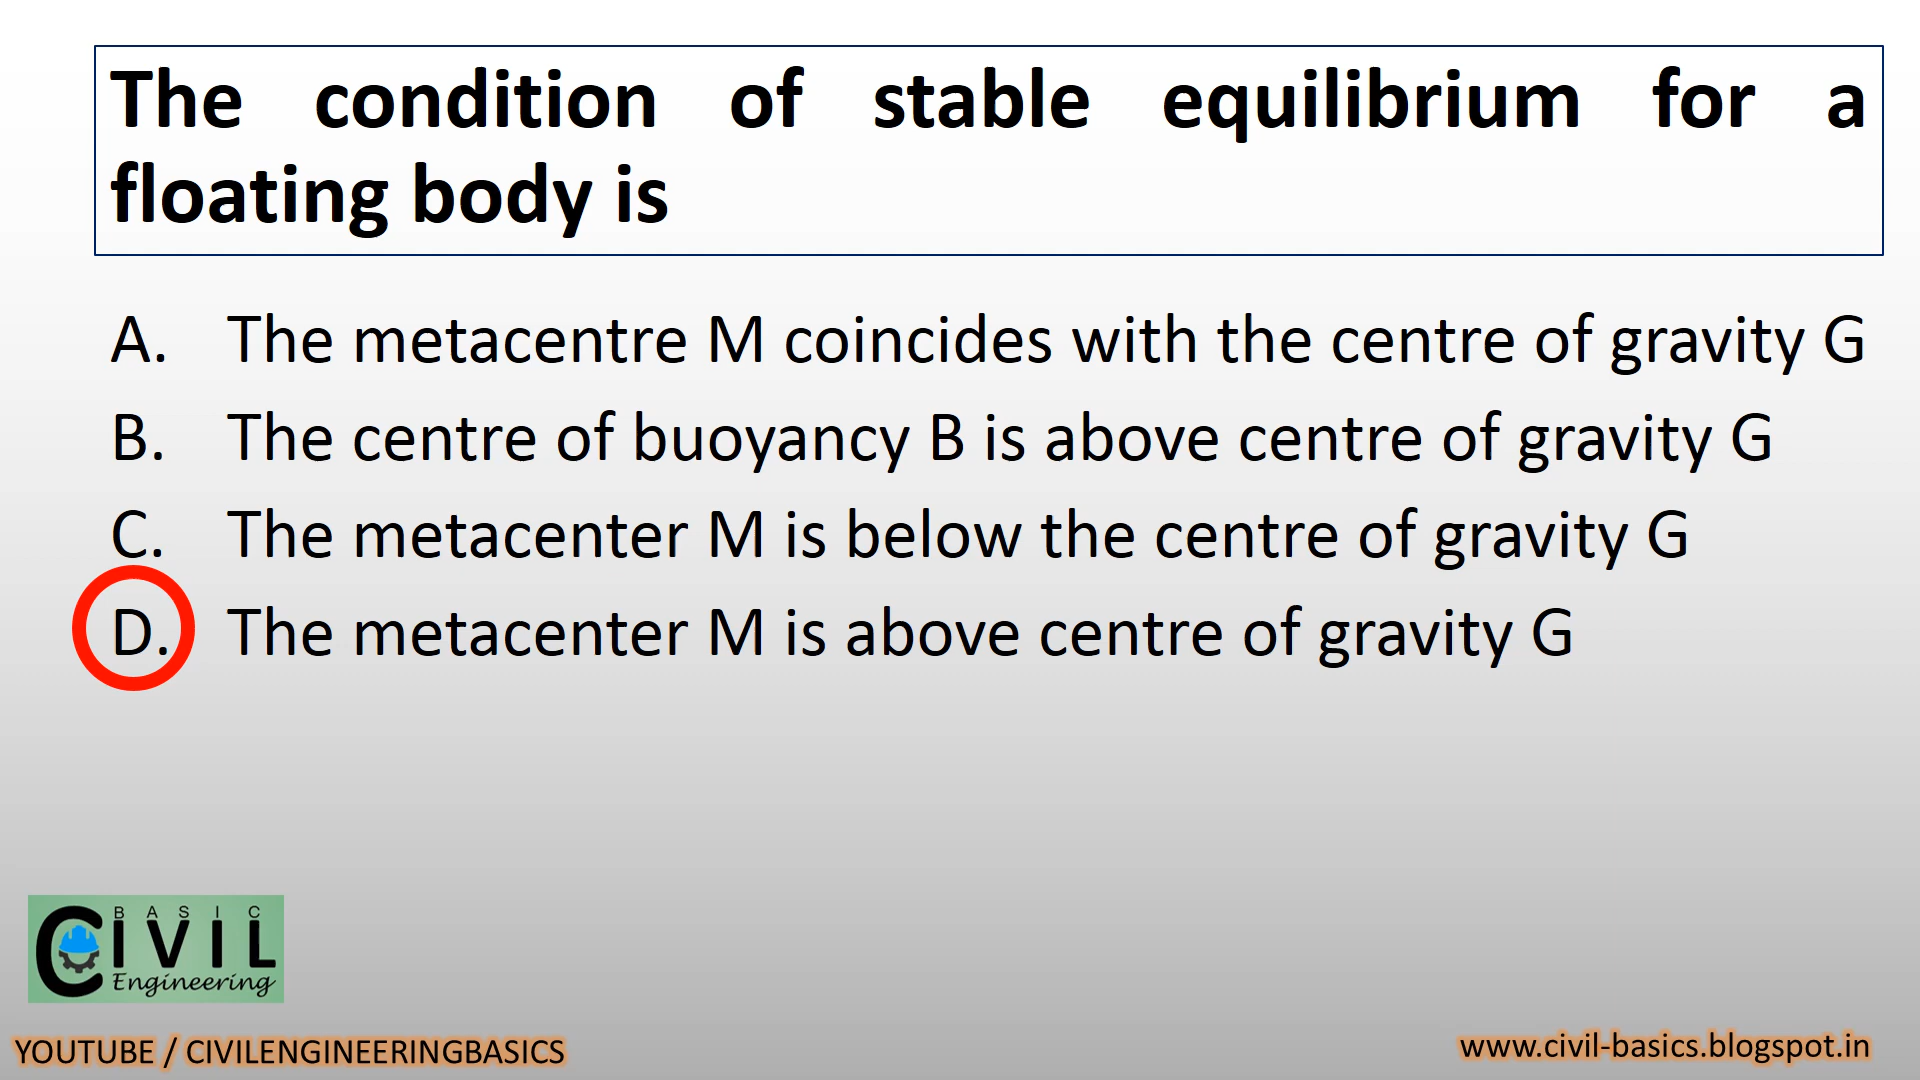 The condition of stable equilibrium for a
floating body is
A. The metacentre M coincides with the centre of gravity G
B. The centre of buoyancy B is above centre of gravity G
C. The metacenter M is below the centre of gravity G
D. The metacenter M is above centre of gravity G
BASIC
CIVIL
Engineering
YOUTUBE / CIVILENGINEERINGBASICS
www.civil-basics.blogspot.in